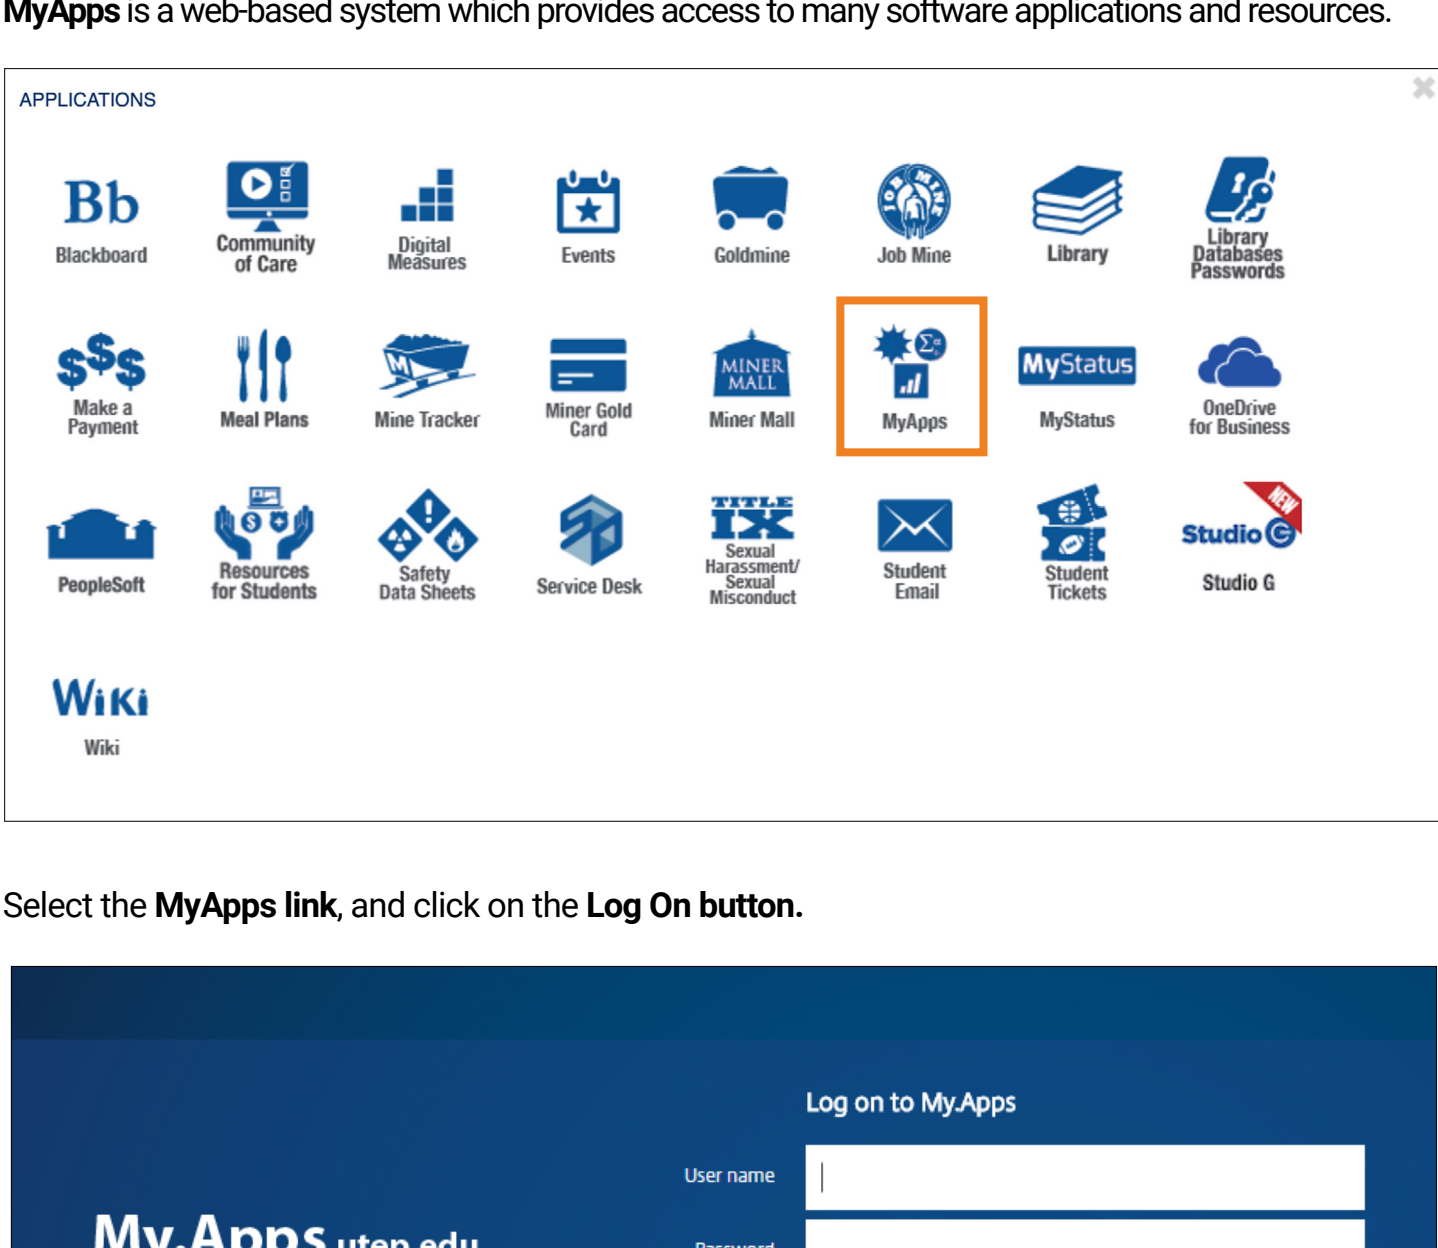 MyApps is a web-based system which provides access to many software applications and resources.
APPLICATIONS
Bb
Blackboard
Community
of Care
Digital
Measures
Events
Goldmine
JOB MINE
Job Mine
Library
Library
Databases
Passwords
$$$
Make a
Payment
Meal Plans
M
Mine Tracker
Miner Gold
Card
MINER
MALL
Miner Mall
MyApps
MyStatus
MyStatus
OneDrive
for Business
PeopleSoft
Resources
for Students
Safety
Data Sheets
Service Desk
TITLE
IX
Sexual
Harassment/
Sexual
Misconduct
Student
Email
Student
Tickets
NEW
Studio G
Studio G
WiKi
Wiki
Select the MyApps link, and click on the Log On button.
Log on to My.Apps
User name
My.Apps.utep.edu
Password